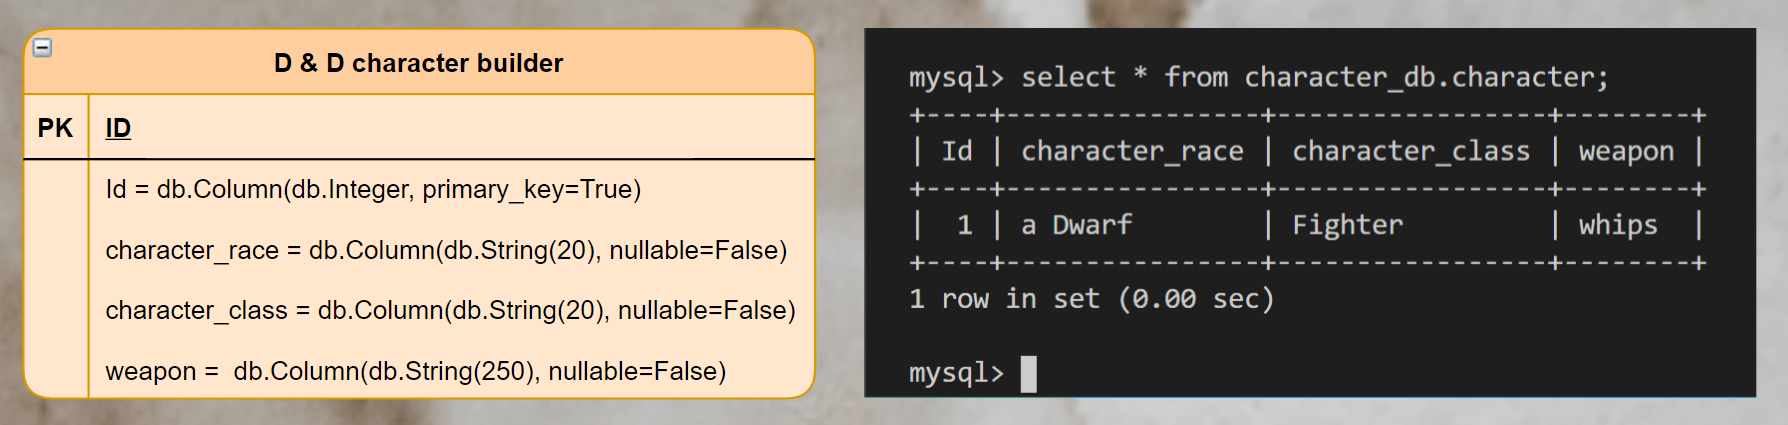 D & D character builder
PK ID
Id = db.Column(db.Integer, primary_key=True)
character_race = db.Column(db.String(20), nullable=False)
character_class = db.Column(db.String(20), nullable=False)
weapon =  db.Column(db.String(250), nullable=False)
mysql> select * from character_db.character;
+----+----------------+-----------------+--------+
| Id | character_race | character_class | weapon |
+----+----------------+-----------------+--------+
|  1 | a Dwarf        | Fighter         | whips  |
+----+----------------+-----------------+--------+
1 row in set (0.00 sec)
mysql>